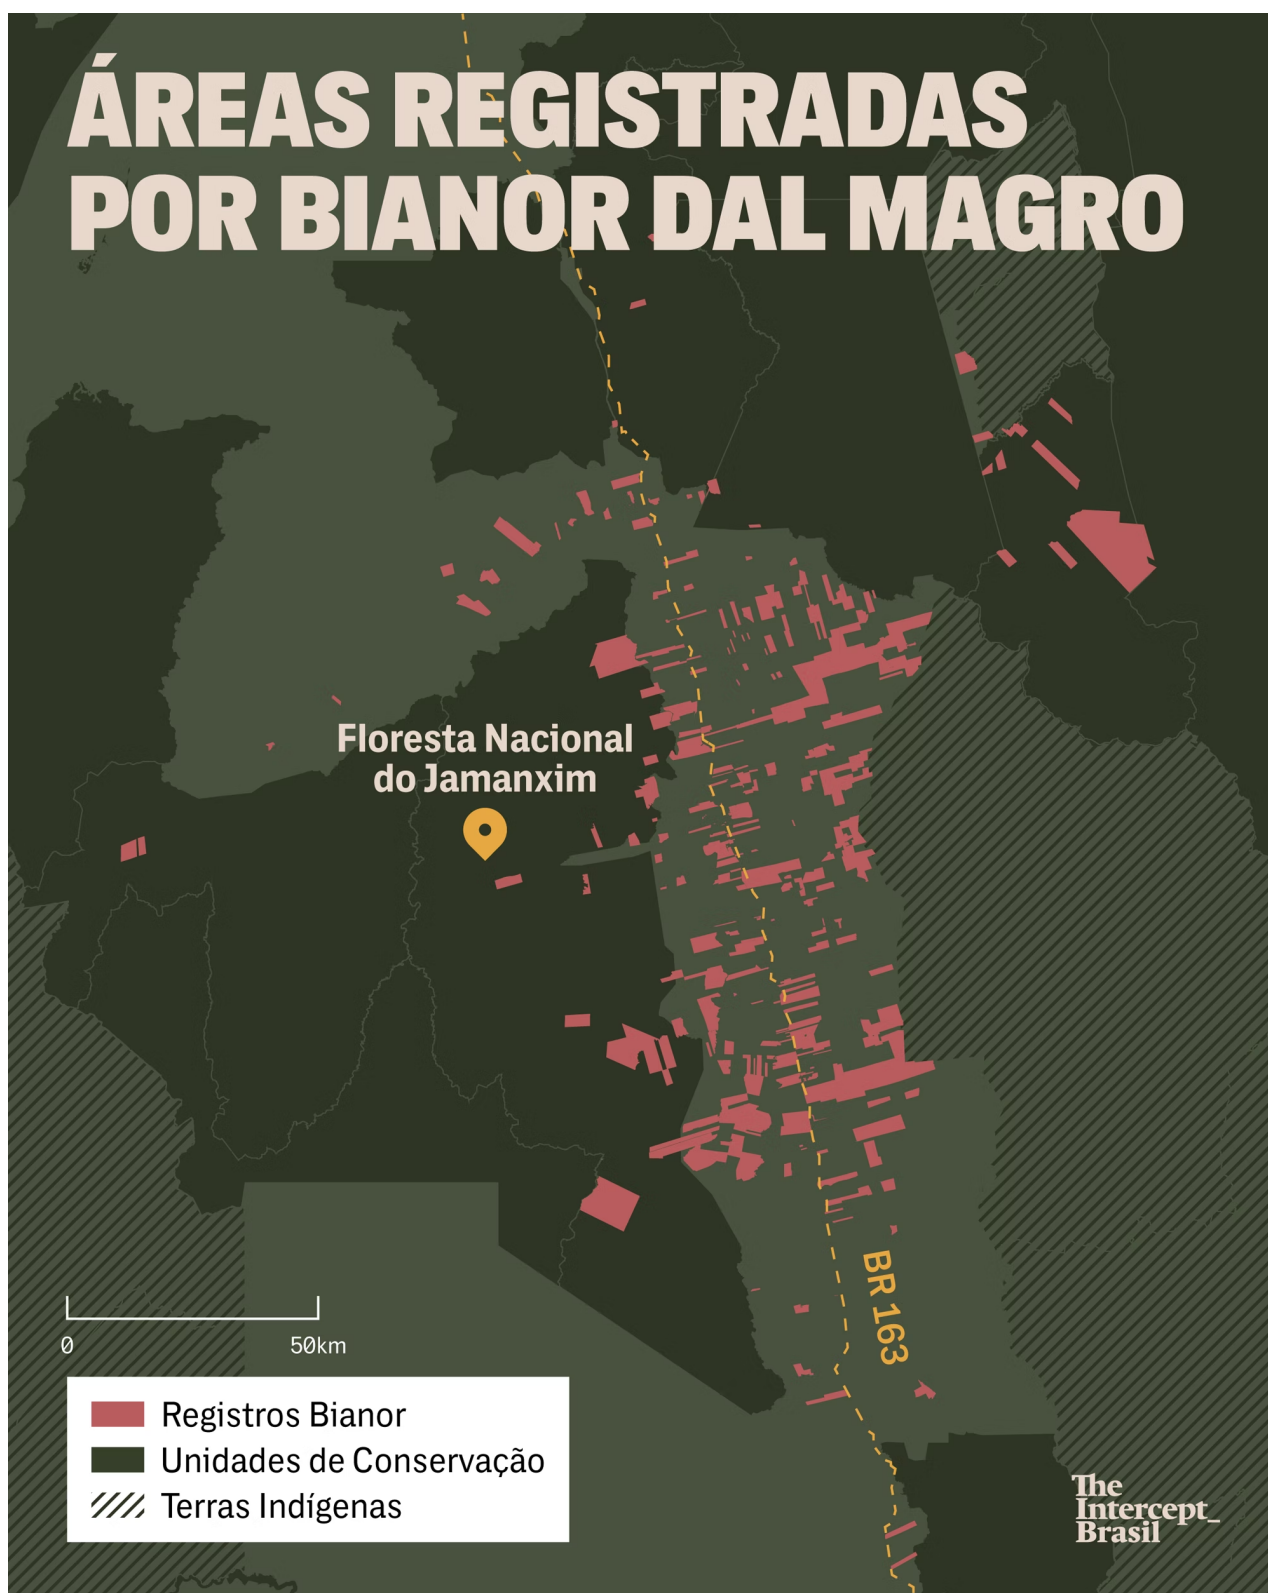 ÁREAS REGISTRADAS
POR BIANOR DAL MAGRO
Floresta Nacional
do Jamanxim
BR 163
0
50km
Registros Bianor
Unidades de Conservação
Terras Indígenas
The
Intercept_
Brasil